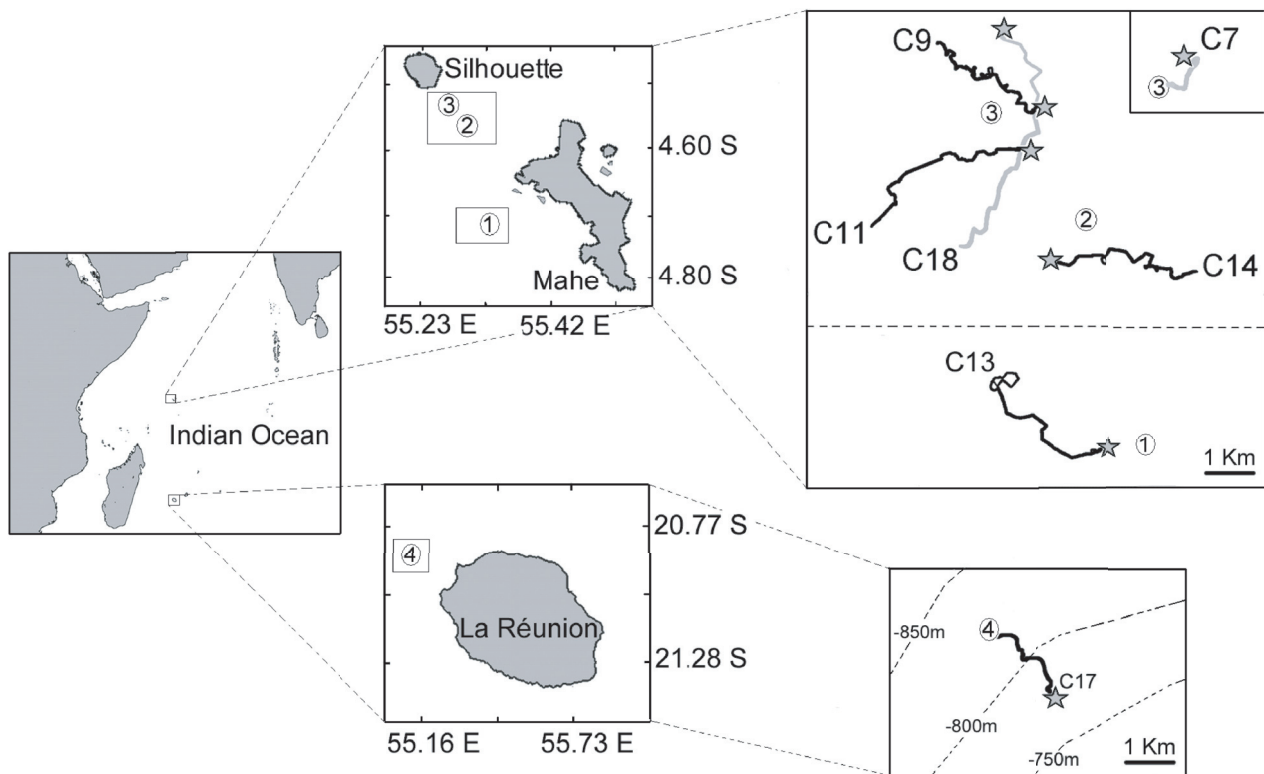 Indian Ocean
Silhouette
③
②
①
Mahe
4.60 S
4.80 S
55.23 E
55.42 E
C9
C7
③
③
C11
C18
②
C14
C13
①
1 Km
④
La Réunion
20.77 S
21.28 S
55.16 E
55.73 E
-850m
④
C17
-800m
-750m
1 Km